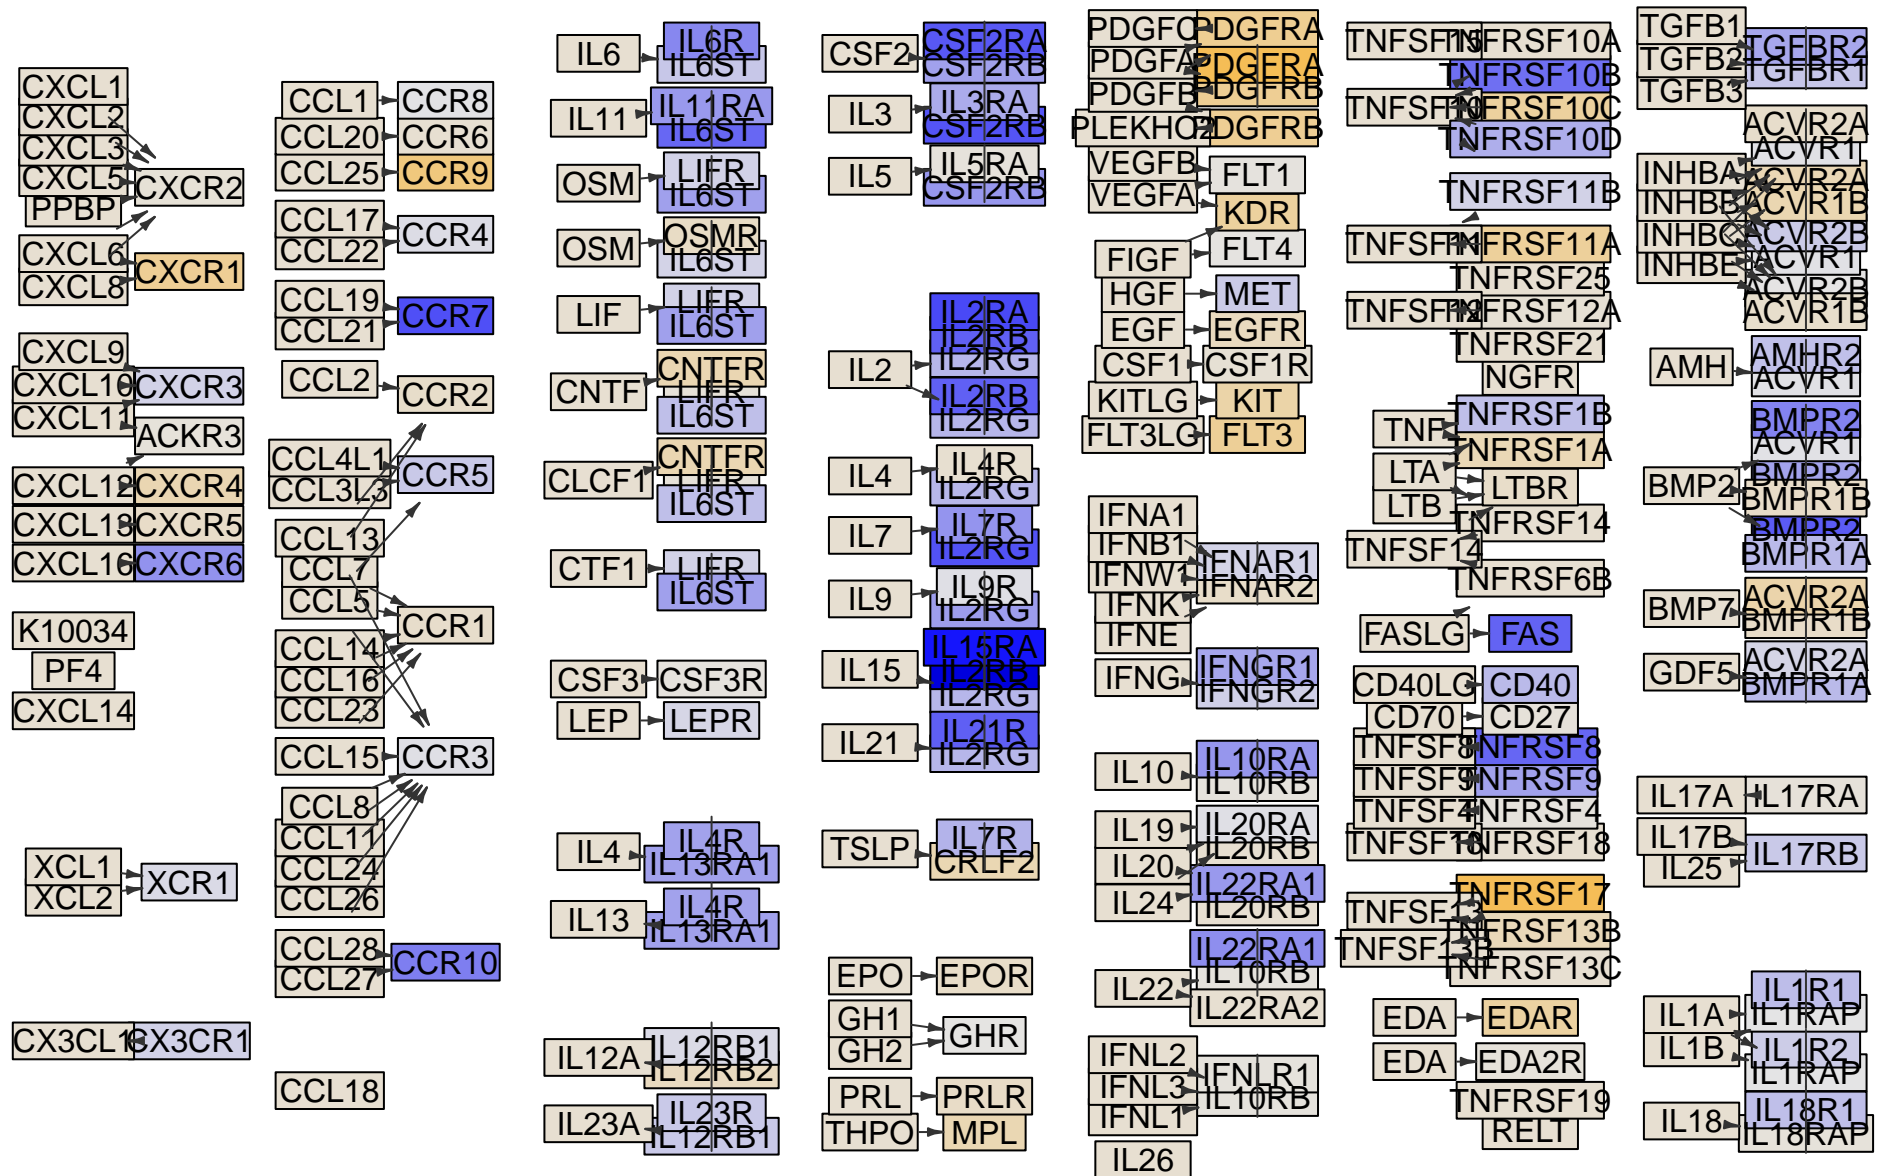 CXCL1
CXCL2
CXCL3
CXCL5
PPBP
CXCR2
CXCL6
CXCL8
CXCR1
CXCL9
CXCL10
CXCL11
CXCR3
ACKR3
CXCL12
CXCR4
CXCL13
CXCR5
CXCL16
CXCR6
K10034
PF4
CXCL14
XCL1
XCL2
XCR1
CX3CL1
CX3CR1
CCL1
CCR8
CCL20
CCR6
CCL25
CCR9
CCL17
CCL22
CCR4
CCL19
CCL21
CCR7
CCL2
CCR2
CCL4L1
CCL3L3
CCR5
CCL13
CCL7
CCL5
CCR1
CCL14
CCL16
CCL23
CCL15
CCR3
CCL8
CCL11
CCL24
CCL26
CCL28
CCL27
CCR10
CCL18
IL6
IL6R
IL6ST
IL11
IL11RA
IL6ST
OSM
LIFR
IL6ST
OSM
OSMR
IL6ST
LIF
LIFR
IL6ST
CNTF
CNTFR
LIFR
IL6ST
CLCF1
CNTFR
LIFR
IL6ST
CTF1
LIFR
IL6ST
CSF3
CSF3R
LEP
LEPR
IL4
IL4R
IL13RA1
IL13
IL4R
IL13RA1
IL12A
IL12RB1
IL12RB2
IL23A
IL23R
IL12RB1
CSF2
CSF2RA
CSF2RB
IL3
IL3RA
CSF2RB
IL5
IL5RA
CSF2RB
IL2
IL2RA
IL2RB
IL2RG
IL2RB
IL2RG
IL4
IL4R
IL2RG
IL7
IL7R
IL2RG
IL9
IL9R
IL2RG
IL15
IL15RA
IL2RB
IL2RG
IL21
IL21R
IL2RG
TSLP
IL7R
CRLF2
EPO
EPOR
GH1
GH2
GHR
PRL
PRLR
THPO
MPL
PDGFC
PDGFRA
PDGFA
PDGFRA
PDGFB
PDGFRB
PLEKHO2
PDGFRB
VEGFB
VEGFA
FLT1
KDR
FIGF
FLT4
HGF
MET
EGF
EGFR
CSF1
CSF1R
KITLG
KIT
FLT3LG
FLT3
IFNA1
IFNB1
IFNW1
IFNK
IFNE
IFNAR1
IFNAR2
IFNG
IFNGR1
IFNGR2
IL10
IL10RA
IL10RB
IL19
IL20RA
IL20RB
IL20
IL24
IL22RA1
IL20RB
IL22
IL22RA1
IL10RB
IL22RA2
IFNL2
IFNL3
IFNL1
IFNLR1
IL10RB
IL26
TNFSF15
TNFRSF10A
TNFRSF10B
TNFSF10
TNFRSF10C
TNFRSF10D
TNFRSF11B
TNFSF11
TNFRSF11A
TNFRSF25
TNFSF12
TNFRSF12A
TNFRSF21
NGFR
TNF
TNFRSF1B
TNFRSF1A
LTA
LTB
LTBR
TNFRSF14
TNFSF14
TNFRSF6B
FASLG
FAS
CD40LG
CD40
CD70
CD27
TNFSF8
TNFRSF8
TNFSF9
TNFRSF9
TNFSF4
TNFRSF4
TNFSF18
TNFRSF18
TNFRSF17
TNFSF13
TNFRSF13B
TNFSF13B
TNFRSF13C
EDA
EDAR
EDA
EDA2R
TNFRSF19
RELT
TGFB1
TGFB2
TGFB3
TGFBR2
TGFBR1
ACVR2A
ACVR1
INHBA
ACVR2A
INHBB
ACVR1B
INHBC
ACVR2B
INHBE
ACVR1
ACVR2B
ACVR1B
AMH
AMHR2
ACVR1
BMPR2
ACVR1
BMP2
BMPR2
BMPR1B
BMPR2
BMPR1A
BMP7
ACVR2A
BMPR1B
GDF5
ACVR2A
BMPR1A
IL17A
IL17RA
IL17B
IL25
IL17RB
IL1A
IL1R1
IL1RAP
IL1B
IL1R2
IL1RAP
IL18
IL18R1
IL18RAP